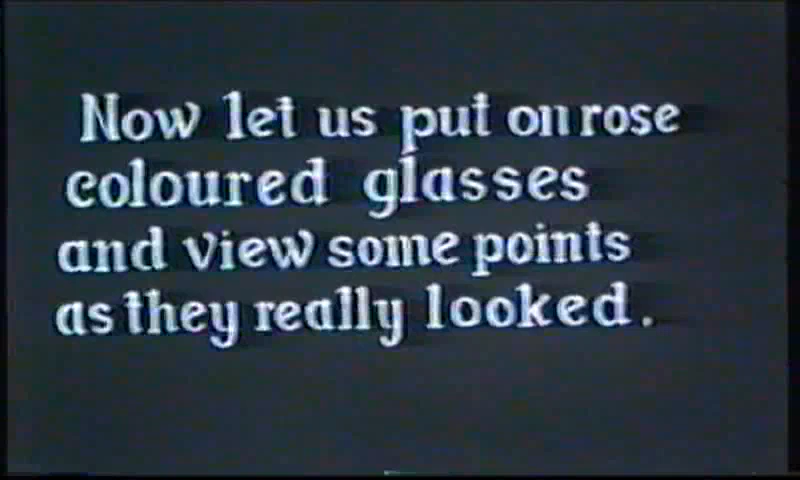 Now let us put on rose
coloured glasses
and view some points
as they really looked.